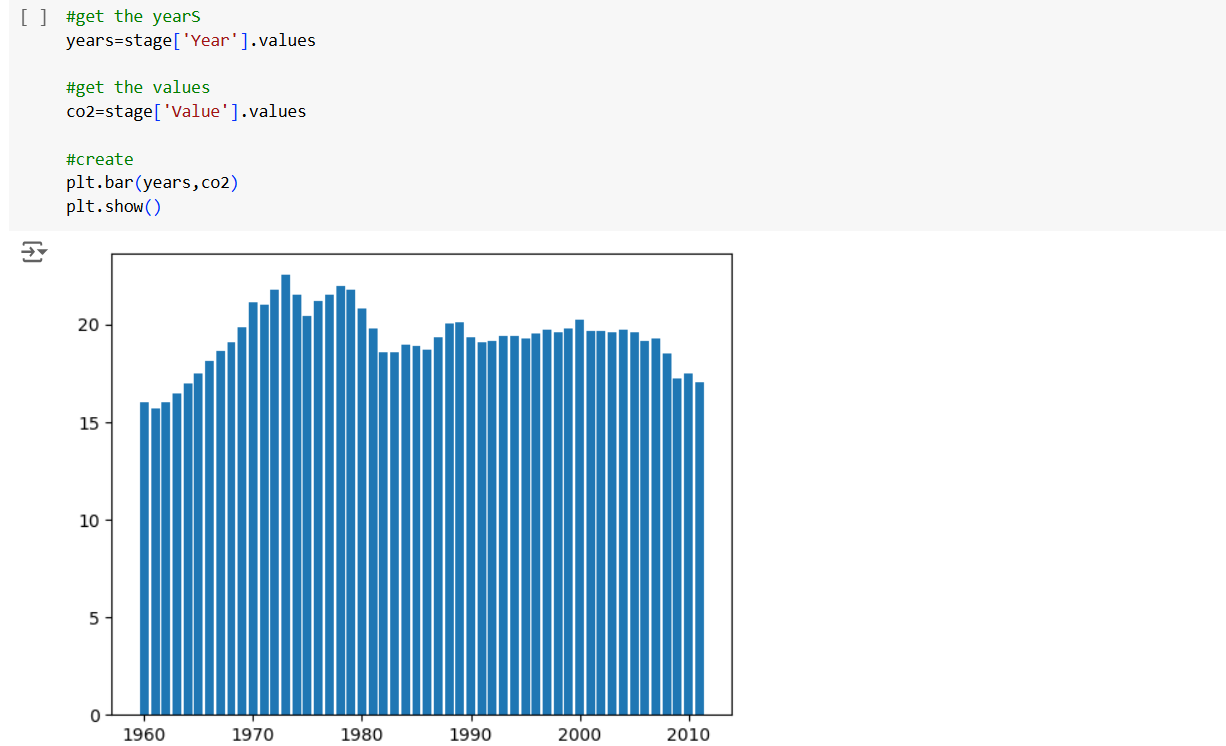 [ ] #get the yearS
years=stage['Year'].values
#get the values
co2=stage['Value'].values
#create
plt.bar(years,co2)
plt.show()
20
15
10
5
0
1960 1970 1980 1990 2000 2010